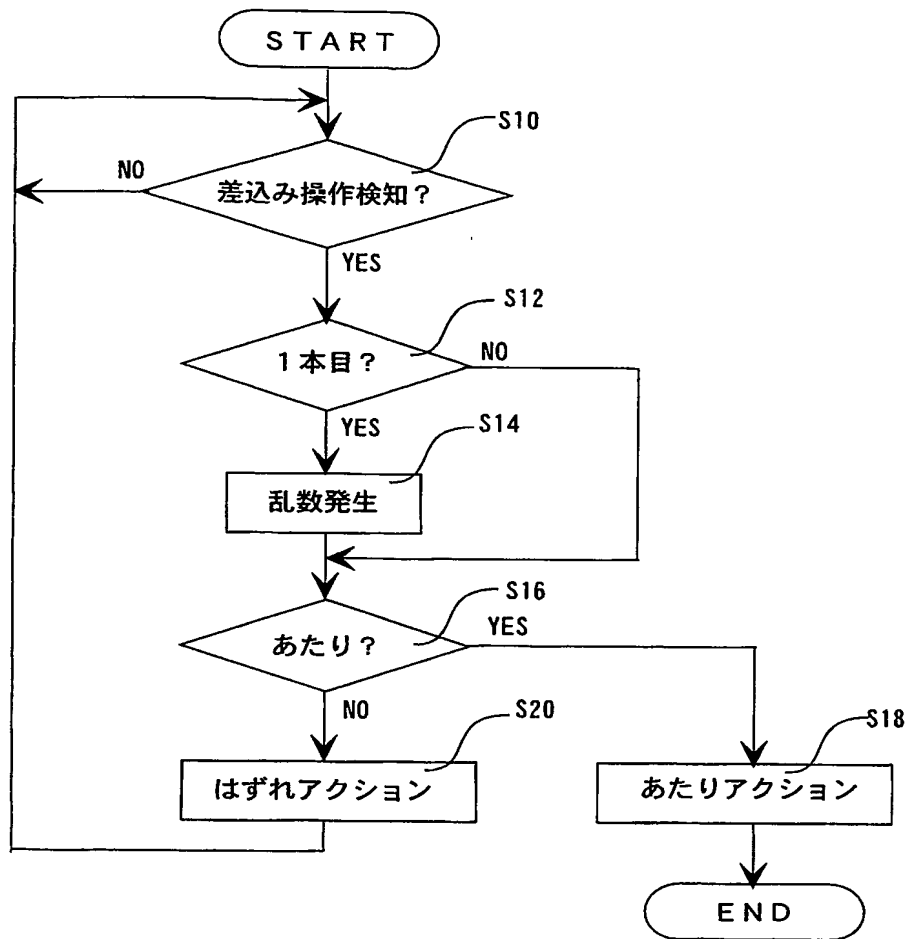 START
S10
NO
差込み操作検知？
YES
S12
1本目？
NO
YES
S14
乱数発生
S16
あたり？
YES
NO
S20
S18
はずれアクション
あたりアクション
END